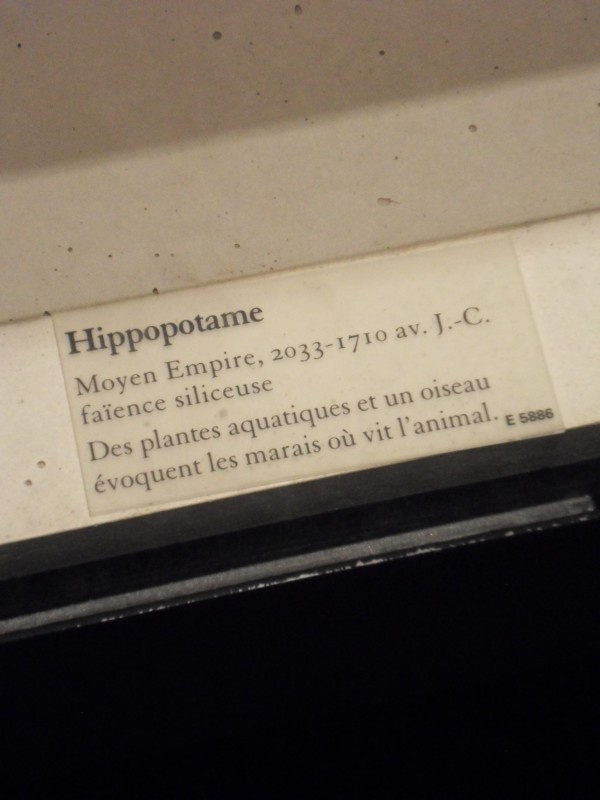 Hippopotame
Moyen Empire, 2033-1710 av. J.-C.
faïence siliceuse
Des plantes aquatiques et un oiseau
évoquent les marais où vit l'animal.
E 5886